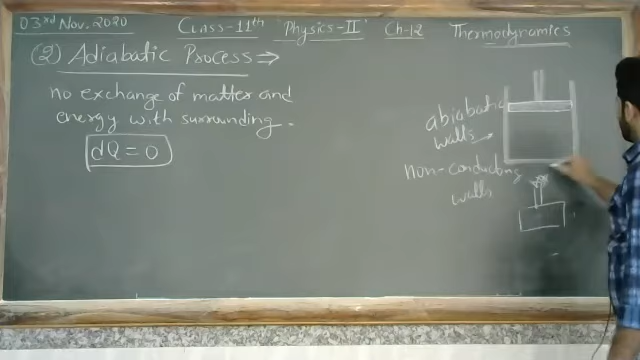 03rd Nov. 2020 Class-11th "Physics-II" Ch-12 Thermodynamics
(2) Adiabatic Process ⇒
no exchange of matter and
energy with surrounding.
dQ = 0
abiabatic
walls →
non-conducting
walls